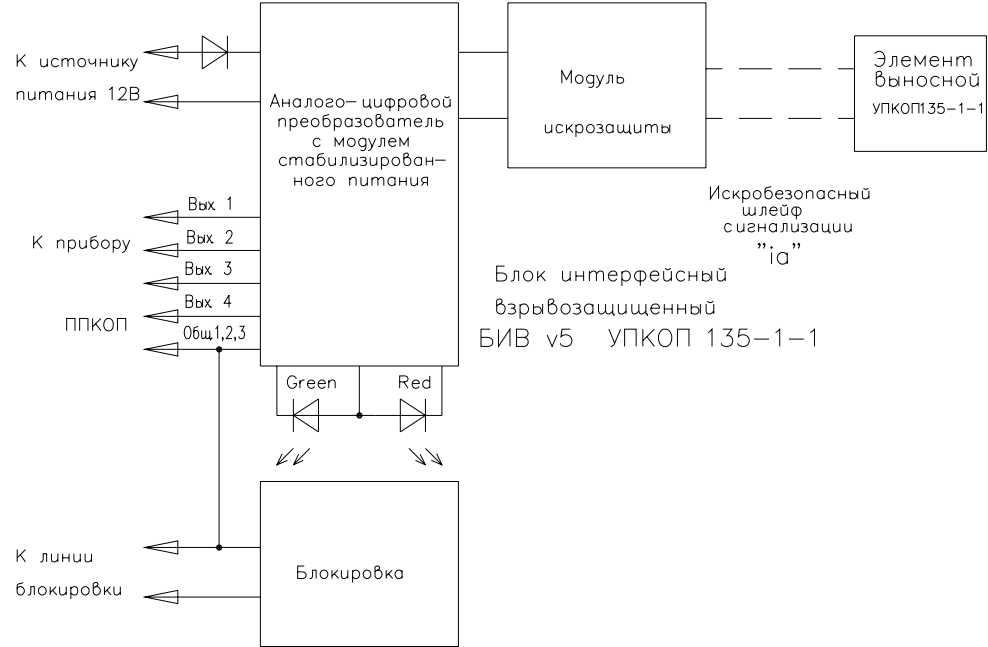 К источнику
питания 12В
Аналого-цифровой
преобразователь
с модулем
стабилизирован-
ного питания
Модуль
искрозащиты
Элемент
выносной
УПКОП135-1-1
Искробезопасный
шлейф
сигнализации
"ia"
К прибору
ППКОП
Вых. 1
Вых. 2
Вых. 3
Вых. 4
Общ.1,2,3
Блок интерфейсный
взрывозащищенный
БИВ v5 УПКОП 135-1-1
Green
Red
К линии
блокировки
Блокировка